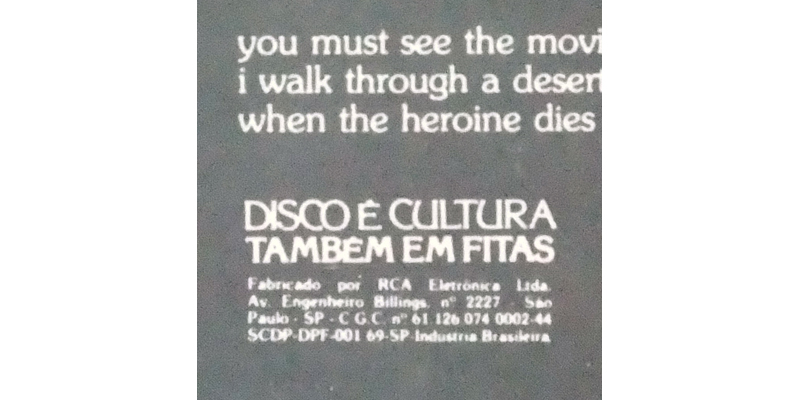 you must see the movi
i walk through a desert
when the heroine dies
DISCO É CULTURA
TAMBÉM EM FITAS
Fabricado por RCA Eletrônica Ltda.
Av. Engenheiro Billings, nº 2227 - São
Paulo - SP - C.G.C. nº 61.126.074 0002-44
SCDP-DPF-001 69-SP Industria Brasileira